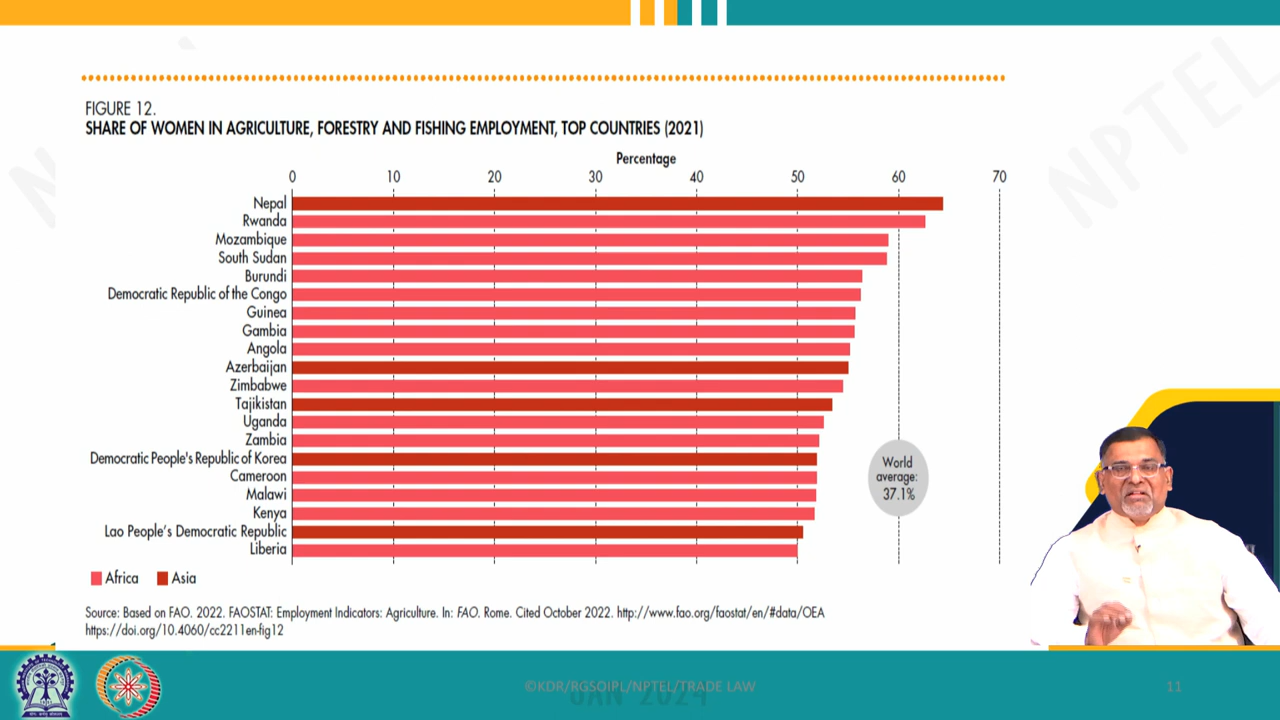 FIGURE 12.
SHARE OF WOMEN IN AGRICULTURE, FORESTRY AND FISHING EMPLOYMENT, TOP COUNTRIES (2021)
Percentage
0 10 20 30 40 50 60 70
Nepal
Rwanda
Mozambique
South Sudan
Burundi
Democratic Republic of the Congo
Guinea
Gambia
Angola
Azerbaijan
Zimbabwe
Tajikistan
Uganda
Zambia
Democratic People's Republic of Korea
Cameroon
Malawi
Kenya
Lao People’s Democratic Republic
Liberia
World
average:
37.1%
Africa Asia
Source: Based on FAO. 2022. FAOSTAT: Employment Indicators: Agriculture. In: FAO. Rome. Cited October 2022. http://www.fao.org/faostat/en/#data/OEA
https://doi.org/10.4060/cc2211en-fig12
©KDR/RGSOIPL/NPTEL/TRADE LAW
JAN 2024
11
NPTEL